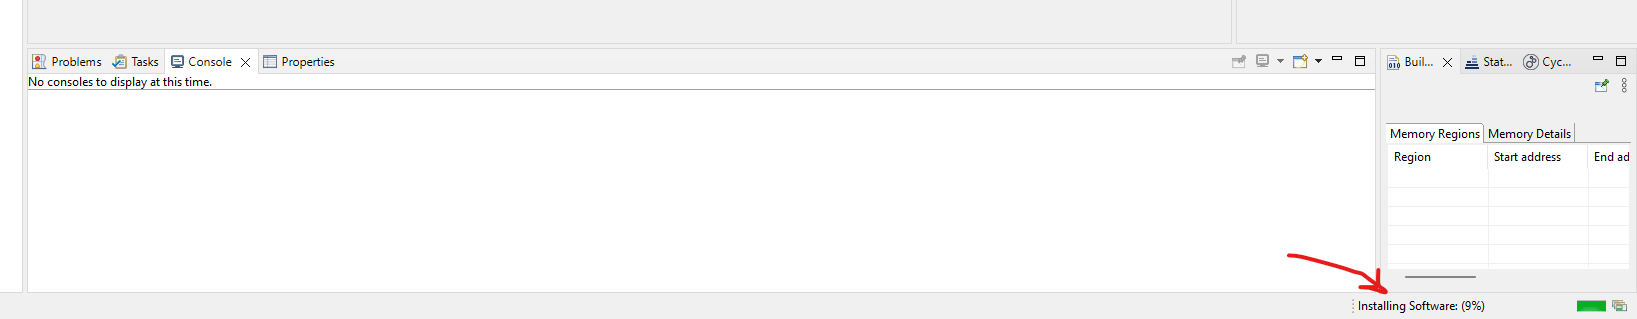 Problems Tasks Console Properties
No consoles to display at this time.
Buil... Stat... Cyc...
Memory Regions Memory Details
Region Start address End ad
Installing Software: (9%)